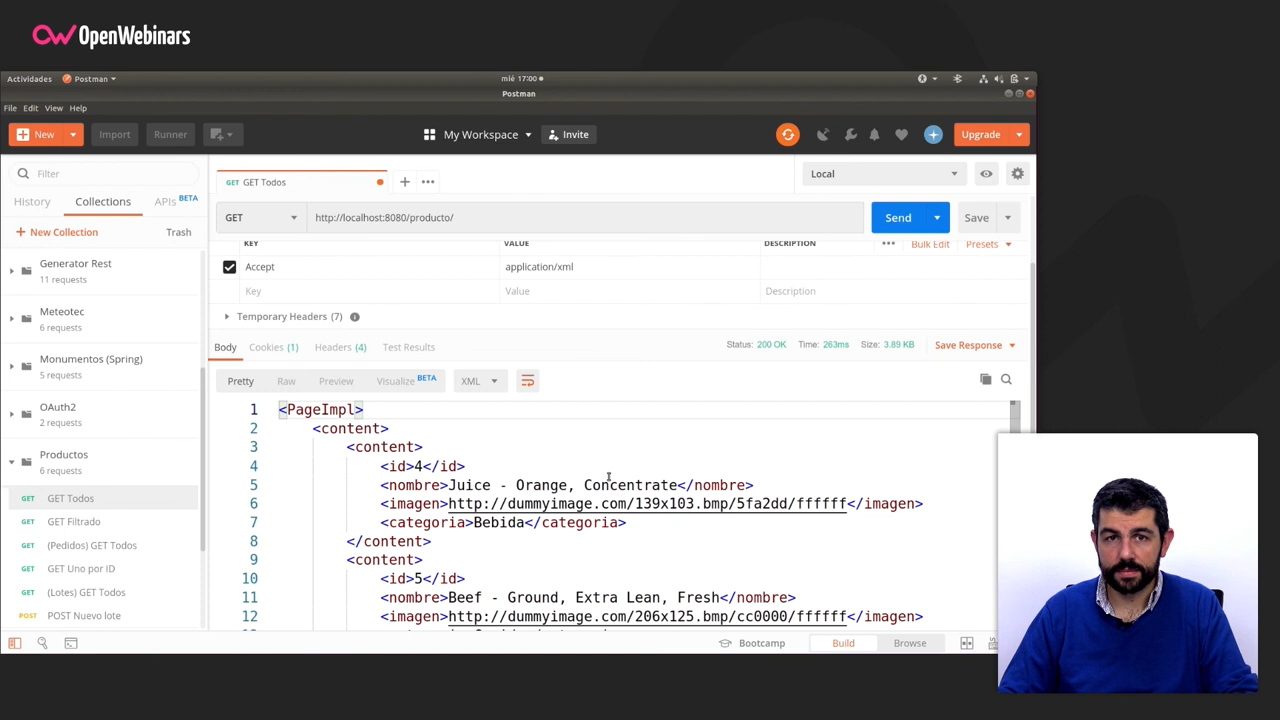 OpenWebinars
Actividades Postman mié 17:00
Postman
File Edit View Help
New Import Runner My Workspace Invite Upgrade
Filter
GET GET Todos
Local
History Collections APIs BETA
GET http://localhost:8080/producto/ Send Save
New Collection Trash
KEY VALUE DESCRIPTION Bulk Edit Presets
Generator Rest
11 requests
Accept application/xml
Key Value Description
Meteotec
6 requests
Temporary Headers (7)
Monumentos (Spring)
5 requests
Body Cookies (1) Headers (4) Test Results Status: 200 OK Time: 263ms Size: 3.89 KB Save Response
Pretty Raw Preview Visualize BETA XML
OAuth2
2 requests
Productos
6 requests
GET GET Todos
GET GET Filtrado
GET (Pedidos) GET Todos
GET GET Uno por ID
GET (Lotes) GET Todos
POST POST Nuevo lote
1 <PageImpl>
2 <content>
3 <content>
4 <id>4</id>
5 <nombre>Juice - Orange, Concentrate</nombre>
6 <imagen>http://dummyimage.com/139x103.bmp/5fa2dd/ffffff</imagen>
7 <categoria>Bebida</categoria>
8 </content>
9 <content>
10 <id>5</id>
11 <nombre>Beef - Ground, Extra Lean, Fresh</nombre>
12 <imagen>http://dummyimage.com/206x125.bmp/cc0000/ffffff</imagen>
Bootcamp Build Browse